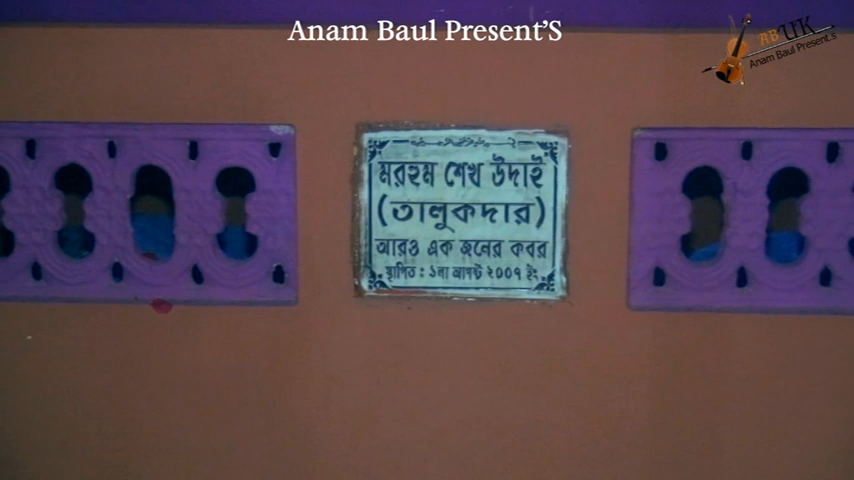 Anam Baul Present'S
AB'UK
Anam Baul Present.s
মরহুম শেখ উদাই
(তালুকদার)
আরও এক জনের কবর
স্থাপিত : ১লা আগষ্ট ২০০৭ ইং